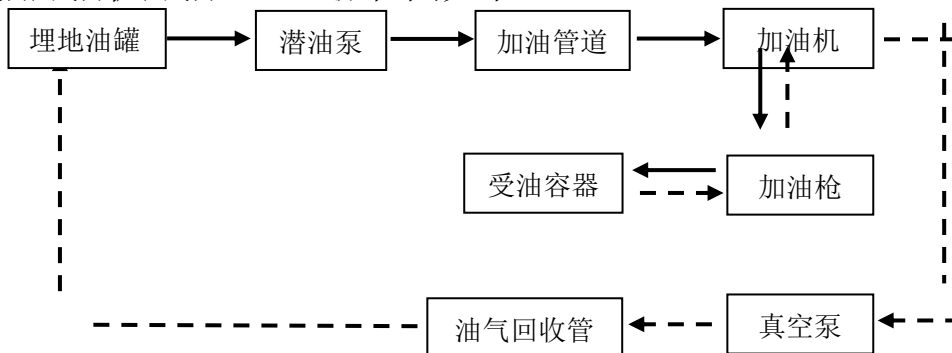 埋地油罐
潜油泵
加油管道
加油机
受油容器
加油枪
油气回收管
真空泵